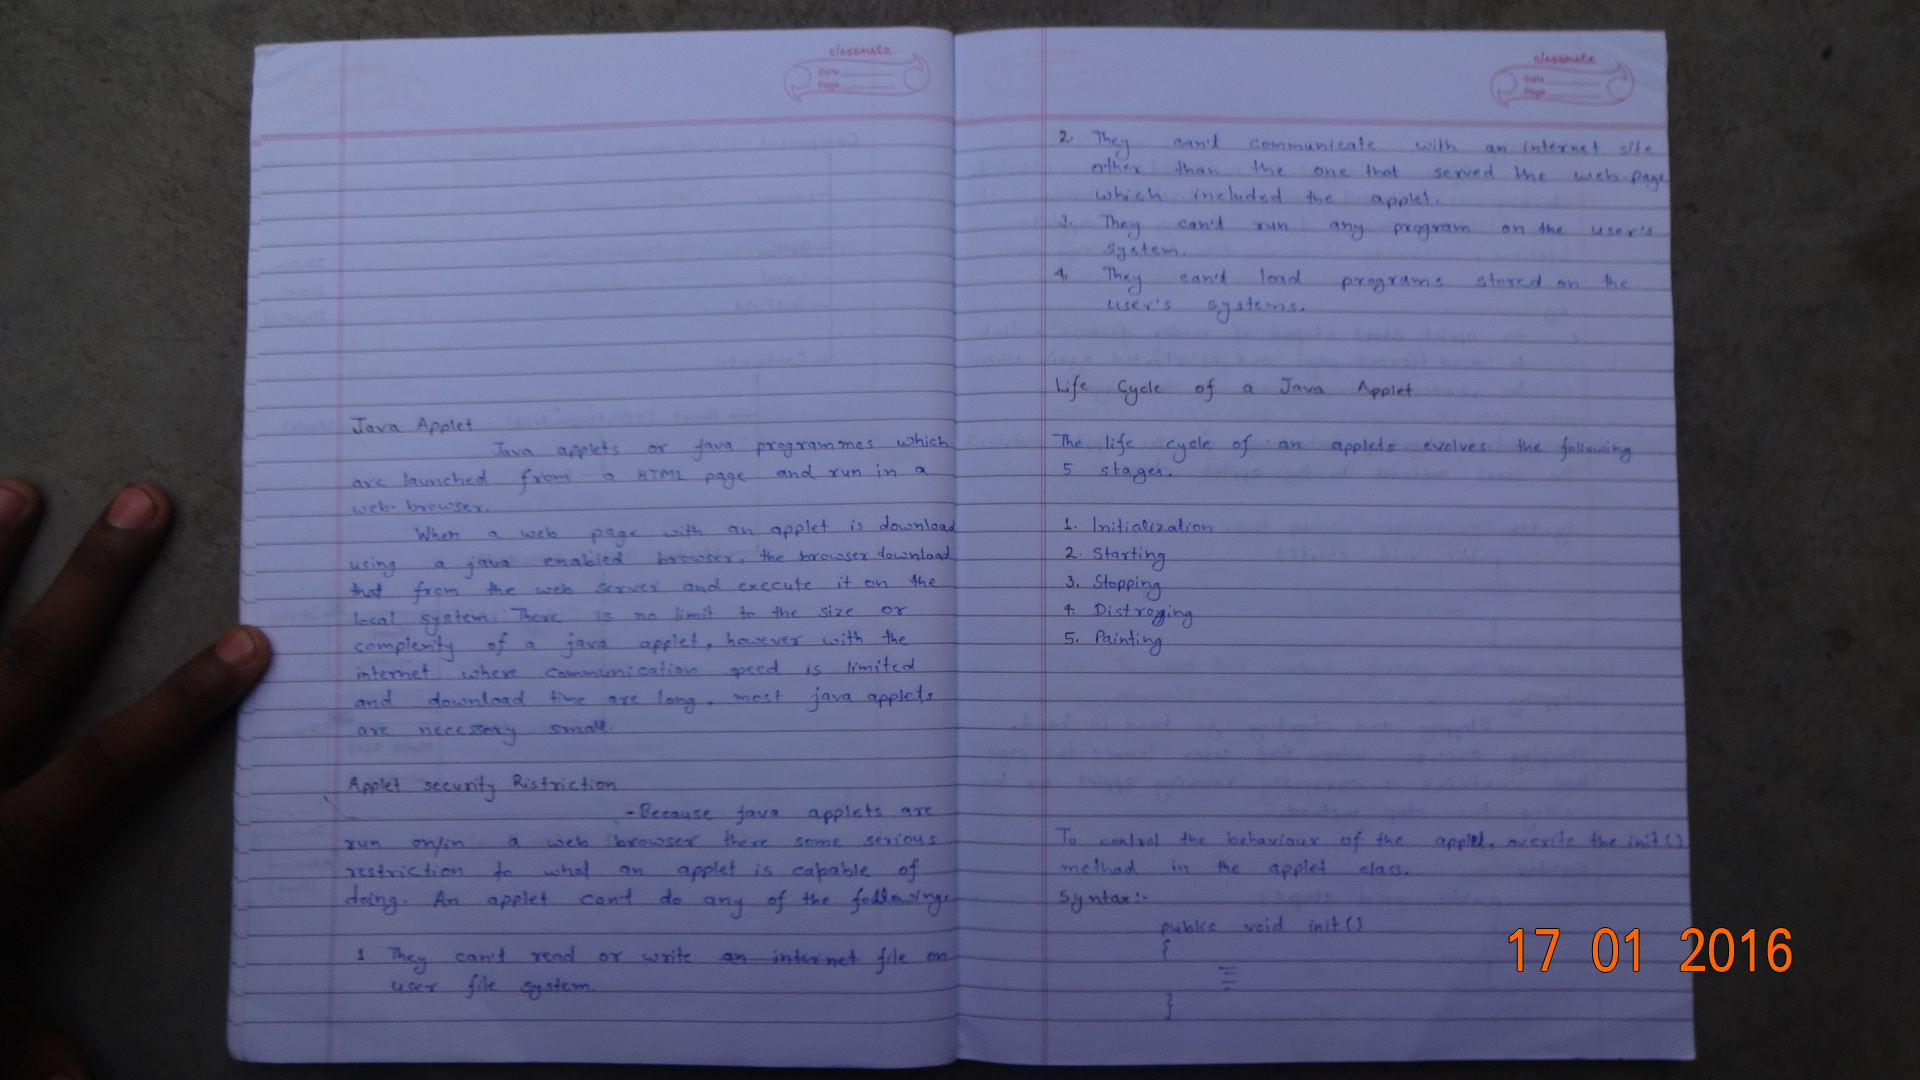 classmate
Date
Page
Java Applet
Java applets or java programmes which
are launched from a HTML page and run in a
web-browser.
When a web page with an applet is download
using a java enabled browser, the browser download
that from the web server and execute it on the
local system. There is no limit to the size or
complenity of a java applet, however with the
internet where communication speed is limited
and download time are long, most java applets
are necessary small.
Applet security Ristriction
- Because java applets are
run on/in a web browser there some serious
restriction to what an applet is capable of
doing. An applet can't do any of the following.
1 They can't read or write an internet file on
user file system.
classmate
Date
Page
2. They can't communicate with an internet site
other than the one that served the web page
which included the applet.
3. They can't run any program on the user's
system.
4. They can't load programs stored on the
user's systems.
Life Cycle of a Java Applet
The life cycle of an applets evolves the following
5 stages.
1. Initialization
2. Starting
3. Stopping
4. Distroying
5. Painting
To control the behaviour of the applet, overite the init()
method in the applet class.
Syntax:-
public void init()
{
}
17 01 2016